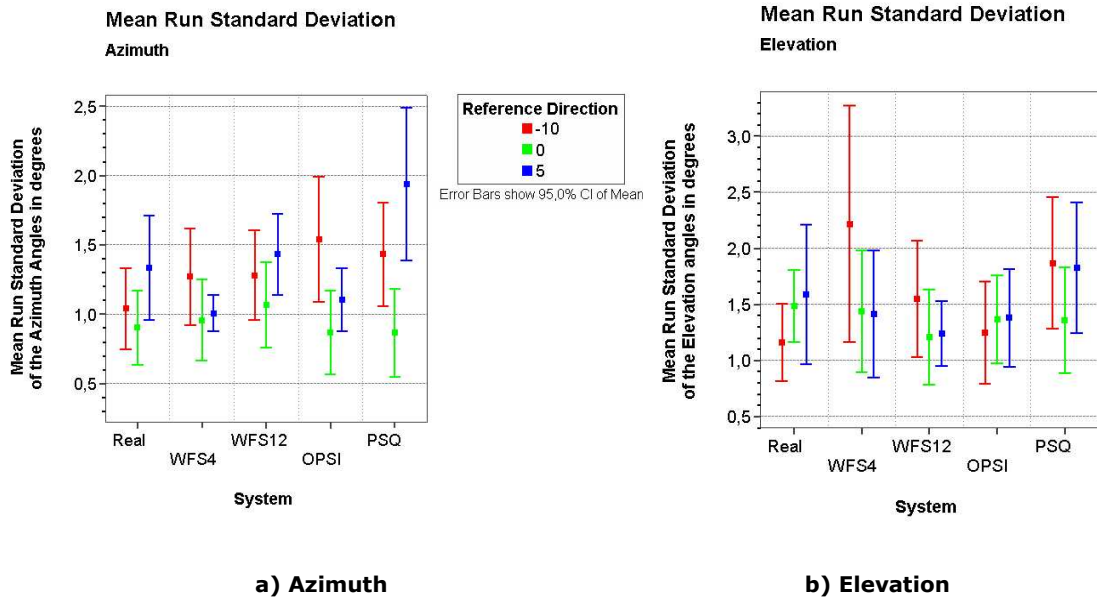 Mean Run Standard Deviation
Azimuth
Mean Run Standard Deviation
of the Azimuth Angles in degrees
2,5
2,0
1,5
1,0
0,5
Real
WFS4
WFS12
OPSI
PSQ
System
Reference Direction
-10
0
5
Error Bars show 95,0% CI of Mean
Mean Run Standard Deviation
Elevation
Mean Run Standard Deviation
of the Elevation angles in degrees
3,0
2,5
2,0
1,5
1,0
0,5
Real
WFS4
WFS12
OPSI
PSQ
System
a) Azimuth
b) Elevation